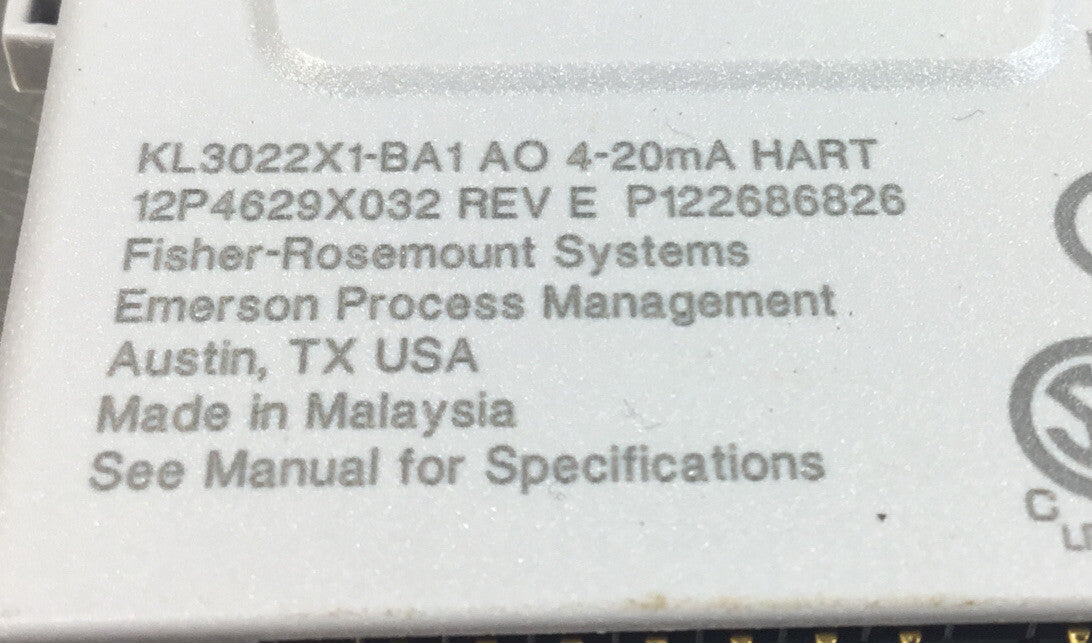 KL3022X1-BA1 AO 4-20mA HART
12P4629X032 REV E P122686826
Fisher-Rosemount Systems
Emerson Process Management
Austin, TX USA
Made in Malaysia
See Manual for Specifications
C